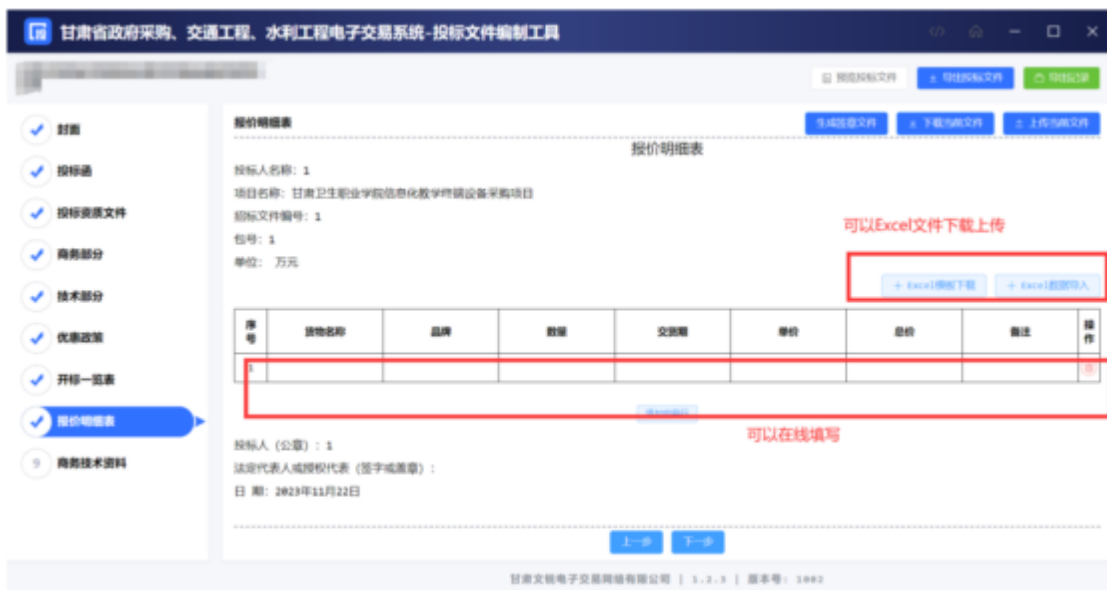 甘肃省政府采购、交通工程、水利工程电子交易系统-投标文件编制工具
预览投标文件 导出投标文件 导出记录
封面
投标函
投标资质文件
商务部分
技术部分
优惠政策
开标一览表
报价明细表
9 商务技术资料
报价明细表 生成签章文件 下载当前文件 上传当前文件
报价明细表
投标人名称: 1
项目名称: 甘肃卫生职业学院信息化教学终端设备采购项目
招标文件编号: 1
包号: 1
单位: 万元
可以Excel文件下载上传
+ Excel模板下载 + Excel数据导入
序号 货物名称 品牌 数量 交货期 单价 总价 备注 操作
1
可以在线填写
投标人（公章）: 1
法定代表人或授权代表（签字或盖章）:
日 期: 2023年11月22日
上一步 下一步
甘肃文锐电子交易网络有限公司 | 1.2.3 | 版本号: 1002